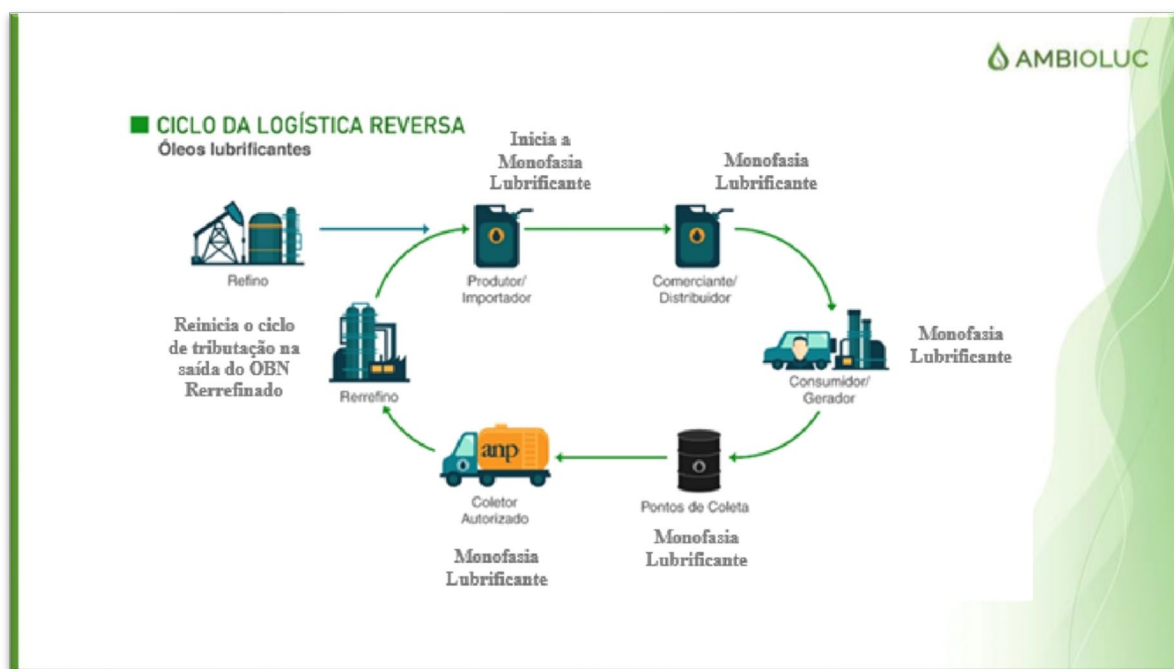 AMBIOLUC
CICLO DA LOGÍSTICA REVERSA
Óleos lubrificantes
Inicia a
Monofasia
Lubrificante
Monofasia
Lubrificante
Refino
Produtor/
Importador
Comerciante/
Distribuidor
Reinicia o ciclo
de tributação na
saída do OBN
Rerrefinado
Rerrefino
Consumidor/
Gerador
Monofasia
Lubrificante
anp
Coletor
Autorizado
Pontos de Coleta
Monofasia
Lubrificante
Monofasia
Lubrificante